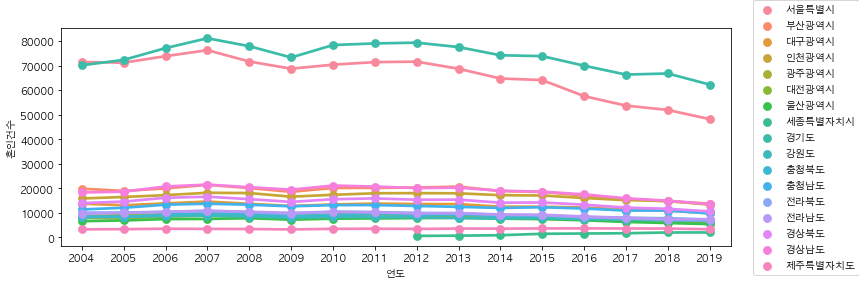 서울특별시
부산광역시
대구광역시
인천광역시
광주광역시
대전광역시
울산광역시
세종특별자치시
경기도
강원도
충청북도
충청남도
전라북도
전라남도
경상북도
경상남도
제주특별자치도
80000
70000
60000
50000
40000
30000
20000
10000
0
혼인건수
2004 2005 2006 2007 2008 2009 2010 2011 2012 2013 2014 2015 2016 2017 2018 2019
연도